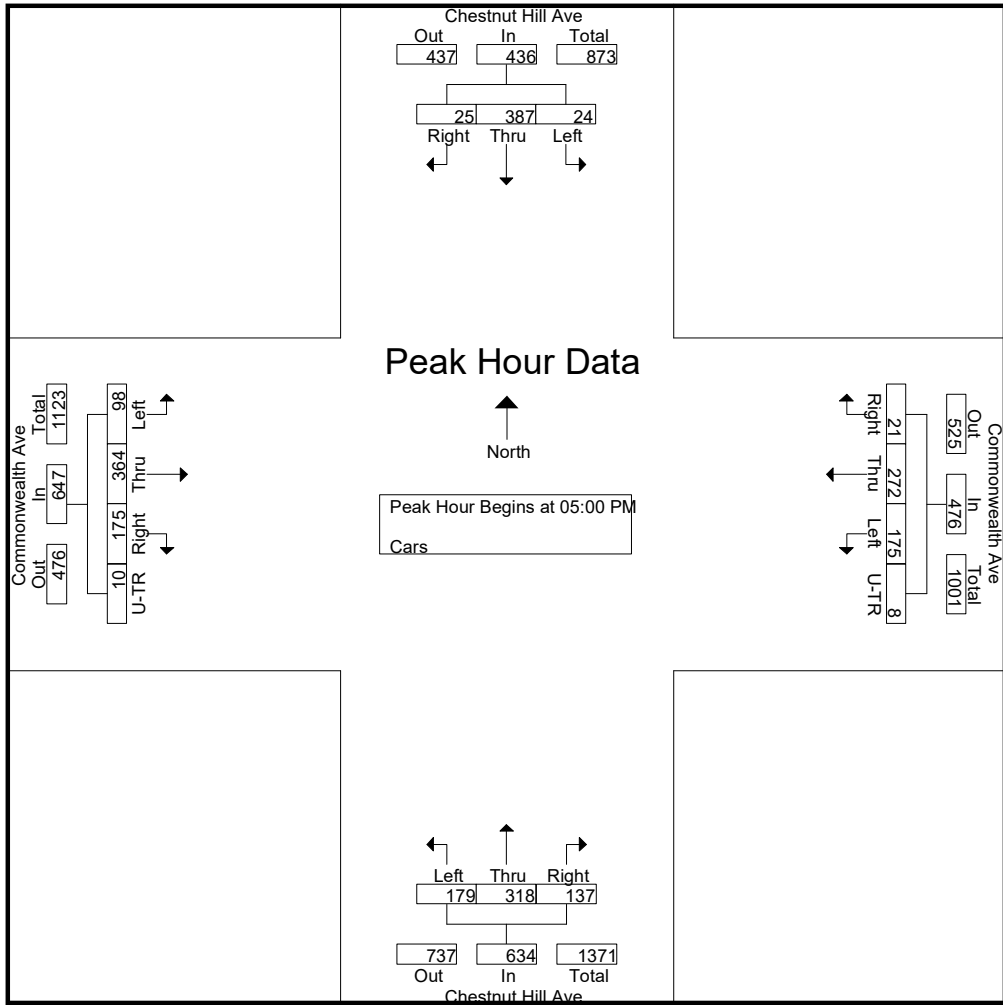 Chestnut Hill Ave
Out In Total
437 436 873
25 387 24
Right Thru Left
Peak Hour Data
North
Peak Hour Begins at 05:00 PM
Cars
Commonwealth Ave
Total In Out
1123 647 476
98 364 175 10
Left Thru Right U-TR
Commonwealth Ave
Out In Total
525 476 1001
21 272 175 8
Right Thru Left U-TR
Left Thru Right
179 318 137
737 634 1371
Out In Total
Chestnut Hill Ave